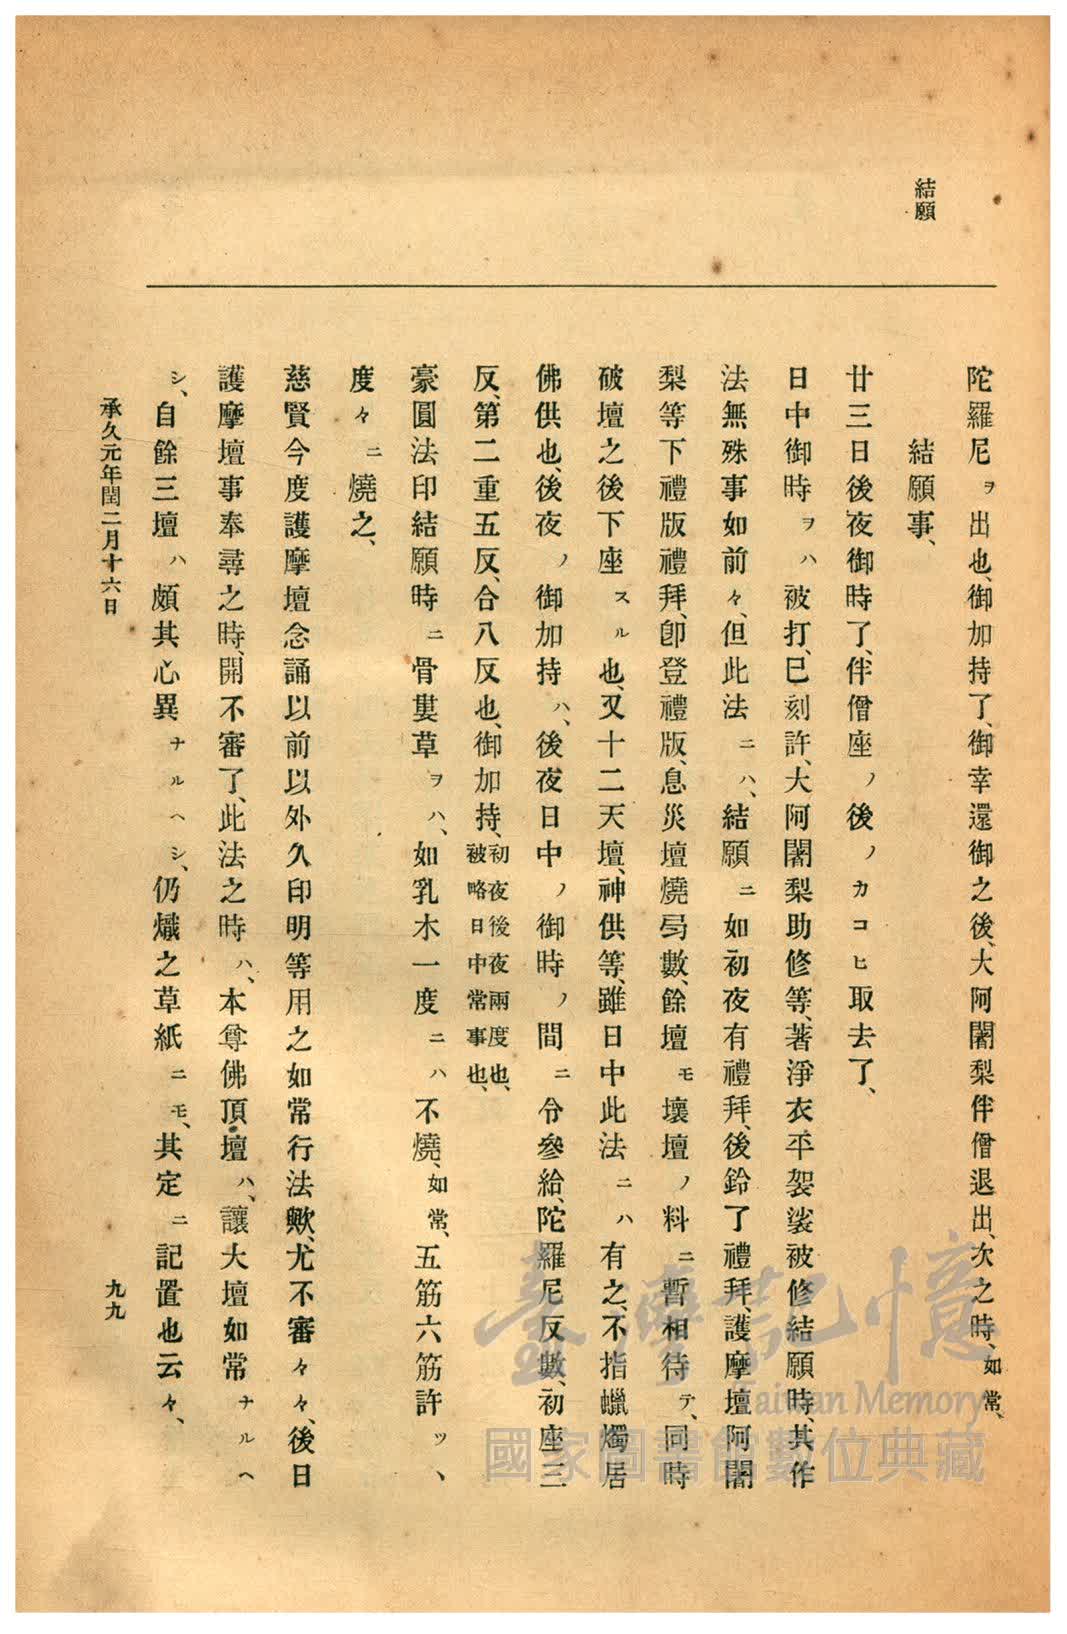 結願
陀羅尼ヲ出也、御加持了、御幸還御之後、大阿闍梨伴僧退出、次之時、如常、
結願事、
廿三日後夜御時了、伴僧座ノ後ノカコヒ取去了、
日中御時ヲハ被打、巳刻許、大阿闍梨助修等、著淨衣平袈裟被修結願時、其作
法無殊事如前々、但此法ニハ、結願ニ如初夜有禮拜、後鈴了禮拜、護摩壇阿闍
梨等下禮版禮拜、卽登禮版、息災壇燒曷數、餘壇モ壞壇ノ料ニ暫相待テ、同時
破壇之後下座スル也、又十二天壇、神供等、雖日中此法ニハ有之、不指蠟燭居
佛供也、後夜ノ御加持ハ、後夜日中ノ御時ノ間ニ令參給、陀羅尼反數、初座三
反、第二重五反、合八反也、御加持、初夜後夜兩度也、被略日中常事也、
豪圓法印結願時ニ骨蔞草ヲハ、如乳木一度ニハ不燒、如常、五筋六筋許ツヽ
度々ニ燒之、
慈賢今度護摩壇念誦以前以外久印明等用之如常行法歟、尤不審々々、後日
護摩壇事奉尋之時、開不審了、此法之時ハ、本尊佛頂壇ハ、讓大壇如常ナルヘ
シ、自餘三壇ハ頗其心異ナルヘシ、仍熾之草紙ニモ、其定ニ記置也云々、
承久元年閏二月十六日
九九
臺灣記憶
Taiwan Memory
國家圖書館數位典藏